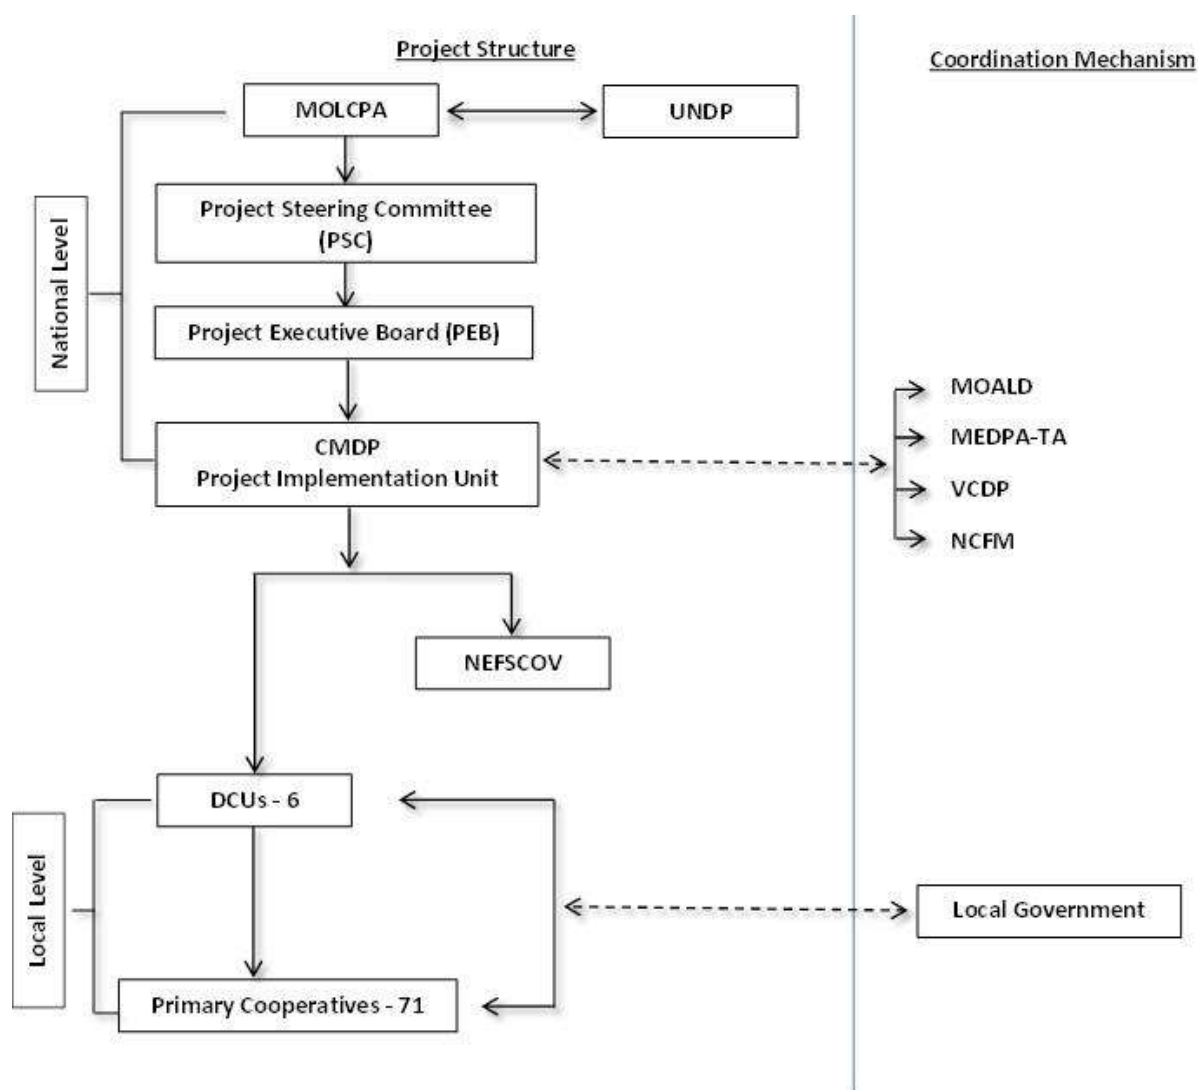 Project Structure
Coordination Mechanism
MOLCPA
UNDP
Project Steering Committee
(PSC)
National Level
Project Executive Board (PEB)
CMDP
Project Implementation Unit
MOALD
MEDPA-TA
VCDP
NCFM
NEFSCOV
DCUs - 6
Local Level
Local Government
Primary Cooperatives - 71